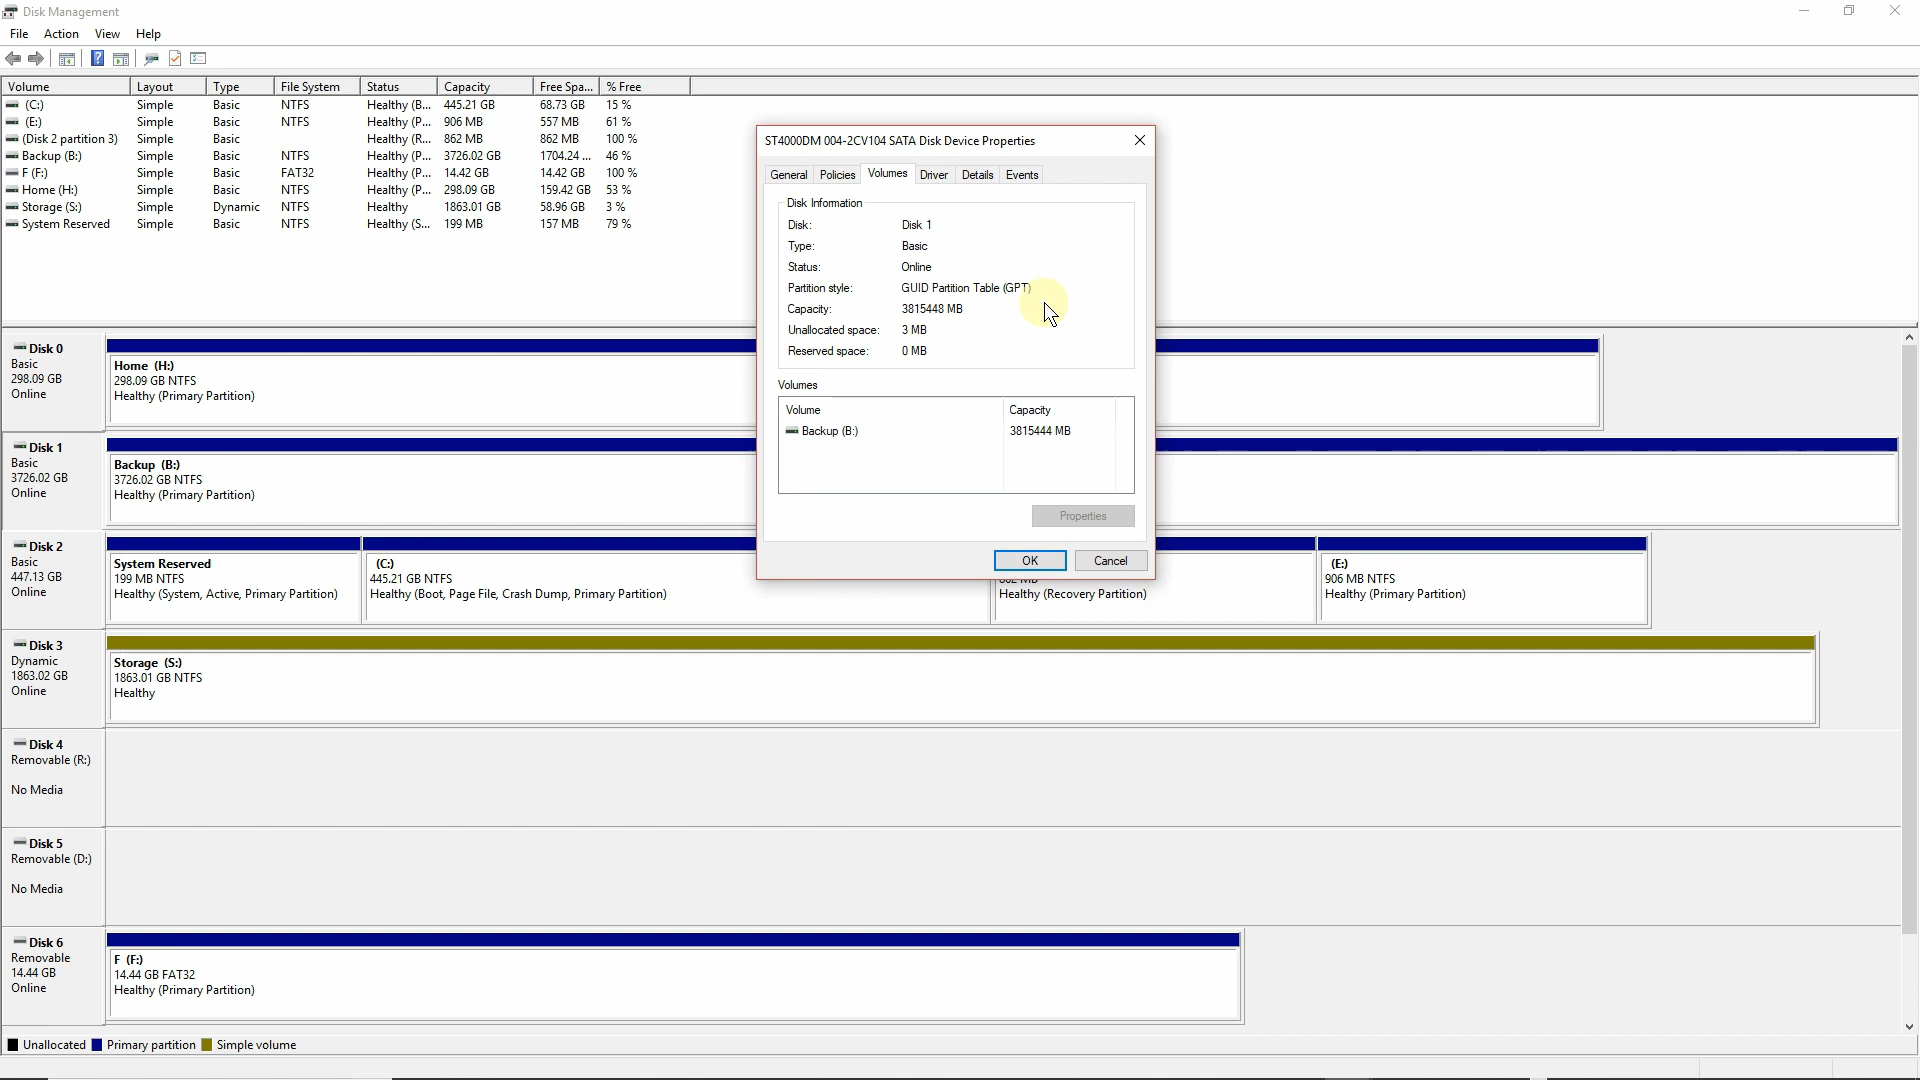 Disk Management
File Action View Help
Volume Layout Type File System Status Capacity Free Spa... % Free
(C:) Simple Basic NTFS Healthy (B... 445.21 GB 68.73 GB 15 %
(E:) Simple Basic NTFS Healthy (P... 906 MB 557 MB 61 %
(Disk 2 partition 3) Simple Basic Healthy (R... 862 MB 862 MB 100 %
Backup (B:) Simple Basic NTFS Healthy (P... 3726.02 GB 1704.24 ... 46 %
F (F:) Simple Basic FAT32 Healthy (P... 14.42 GB 14.42 GB 100 %
Home (H:) Simple Basic NTFS Healthy (P... 298.09 GB 159.42 GB 53 %
Storage (S:) Simple Dynamic NTFS Healthy 1863.01 GB 58.96 GB 3 %
System Reserved Simple Basic NTFS Healthy (S... 199 MB 157 MB 79 %
ST4000DM 004-2CV104 SATA Disk Device Properties
General Policies Volumes Driver Details Events
Disk Information
Disk: Disk 1
Type: Basic
Status: Online
Partition style: GUID Partition Table (GPT)
Capacity: 3815448 MB
Unallocated space: 3 MB
Reserved space: 0 MB
Volumes
Volume Capacity
Backup (B:) 3815444 MB
Properties
OK Cancel
Disk 0
Basic
298.09 GB
Online
Home (H:)
298.09 GB NTFS
Healthy (Primary Partition)
Disk 1
Basic
3726.02 GB
Online
Backup (B:)
3726.02 GB NTFS
Healthy (Primary Partition)
Disk 2
Basic
447.13 GB
Online
System Reserved
199 MB NTFS
Healthy (System, Active, Primary Partition)
(C:)
445.21 GB NTFS
Healthy (Boot, Page File, Crash Dump, Primary Partition)
862 MB
Healthy (Recovery Partition)
(E:)
906 MB NTFS
Healthy (Primary Partition)
Disk 3
Dynamic
1863.02 GB
Online
Storage (S:)
1863.01 GB NTFS
Healthy
Disk 4
Removable (R:)
No Media
Disk 5
Removable (D:)
No Media
Disk 6
Removable
14.44 GB
Online
F (F:)
14.44 GB FAT32
Healthy (Primary Partition)
Unallocated Primary partition Simple volume